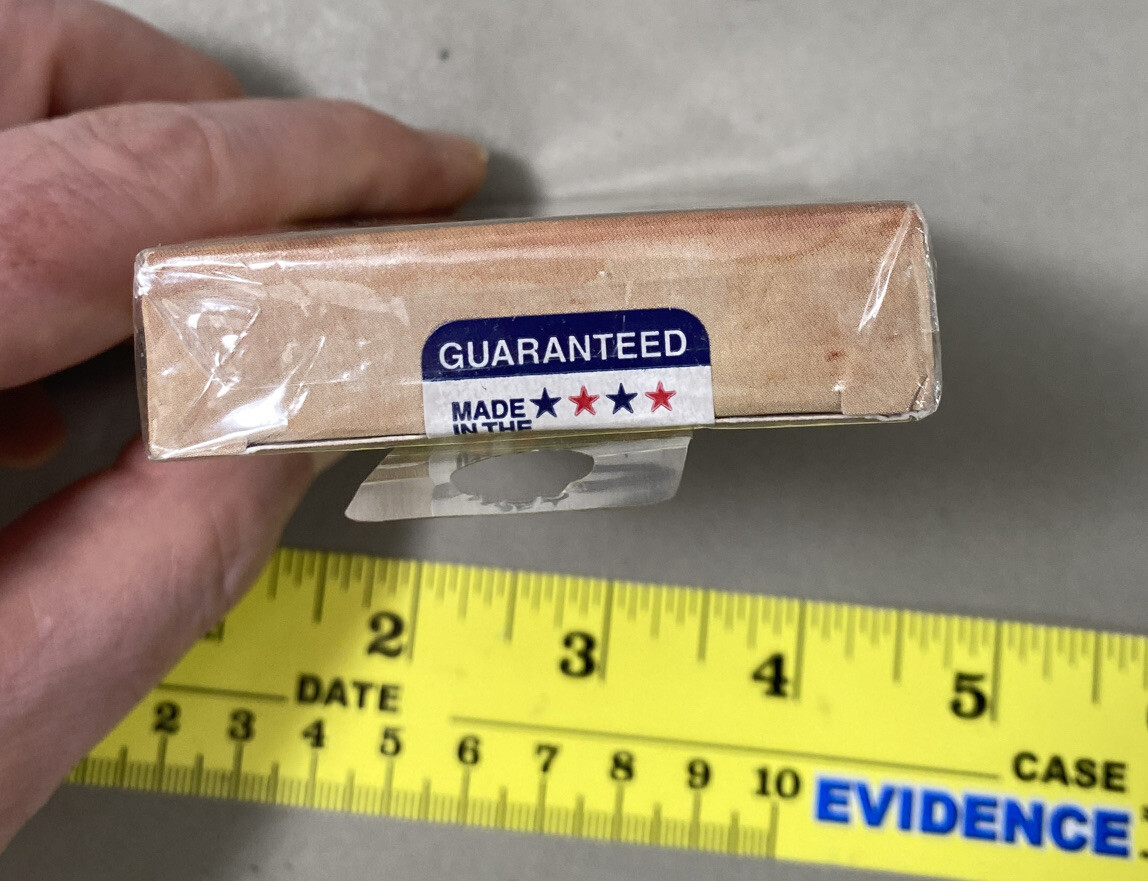 GUARANTEED
MADE
IN THE
2 3 4 5
DATE
2 3 4 5 6 7 8 9 10
CASE
EVIDENCE